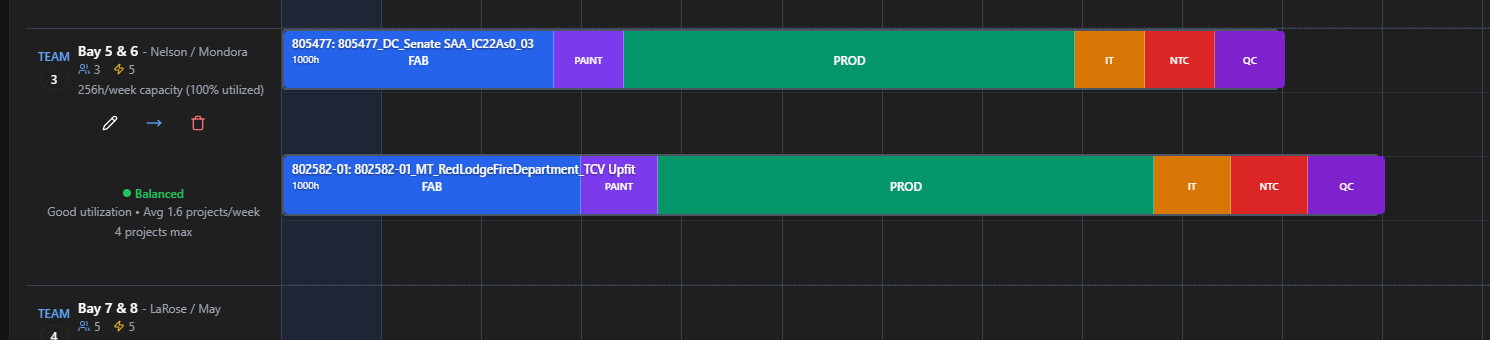 TEAM
3
Bay 5 & 6 - Nelson / Mondora
3 5
256h/week capacity (100% utilized)
Balanced
Good utilization • Avg 1.6 projects/week
4 projects max
805477: 805477_DC_Senate SAA_IC22As0_03
1000h
FAB
PAINT
PROD
IT
NTC
QC
802582-01: 802582-01_MT_RedLodgeFireDepartment_TCV Upfit
1000h
FAB
PAINT
PROD
IT
NTC
QC
TEAM
4
Bay 7 & 8 - LaRose / May
5 5